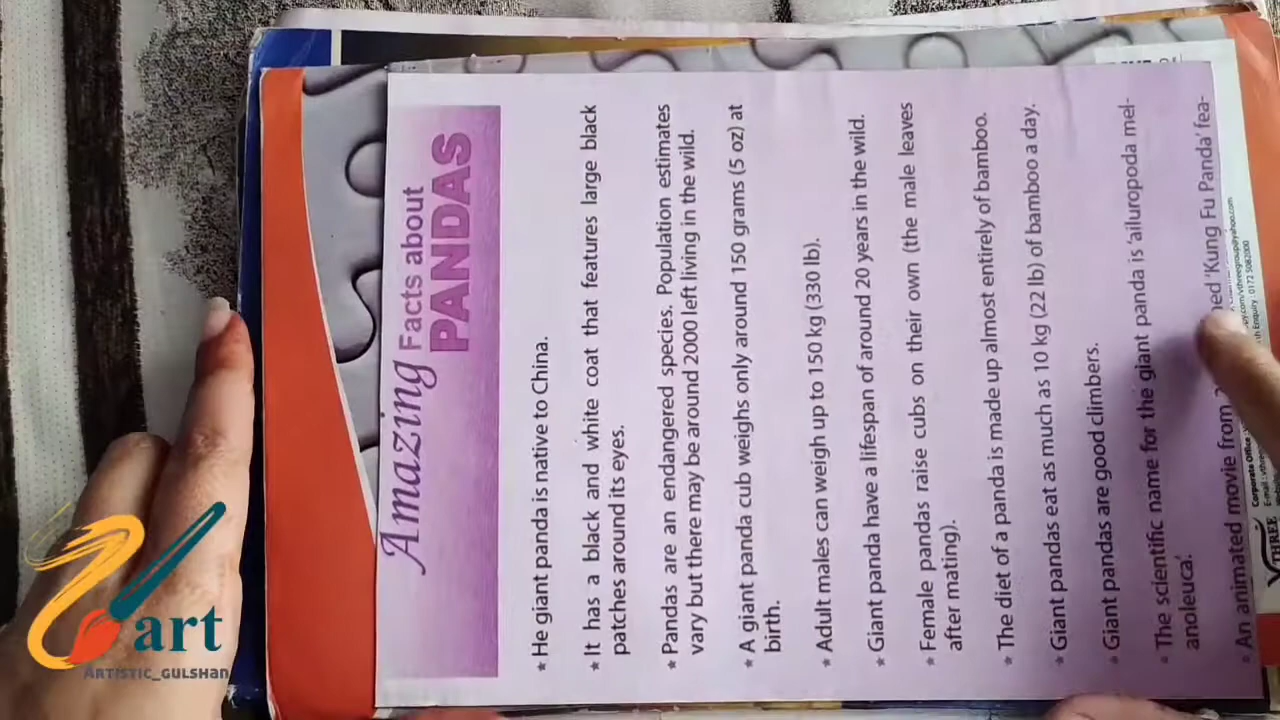 Amazing Facts about
PANDAS
* He giant panda is native to China.
* It has a black and white coat that features large black
patches around its eyes.
* Pandas are an endangered species. Population estimates
vary but there may be around 2000 left living in the wild.
* A giant panda cub weighs only around 150 grams (5 oz) at
birth.
* Adult males can weigh up to 150 kg (330 lb).
* Giant panda have a lifespan of around 20 years in the wild.
* Female pandas raise cubs on their own (the male leaves
after mating).
* The diet of a panda is made up almost entirely of bamboo.
* Giant pandas eat as much as 10 kg (22 lb) of bamboo a day.
* Giant pandas are good climbers.
* The scientific name for the giant panda is 'ailuropoda mel-
anoleuca'.
* An animated movie from 'Kung Fu Panda' fea-
Corporate Office
E-mail :
Enquiry : 0172 5082000
art
ARTISTIC_GULSHAN